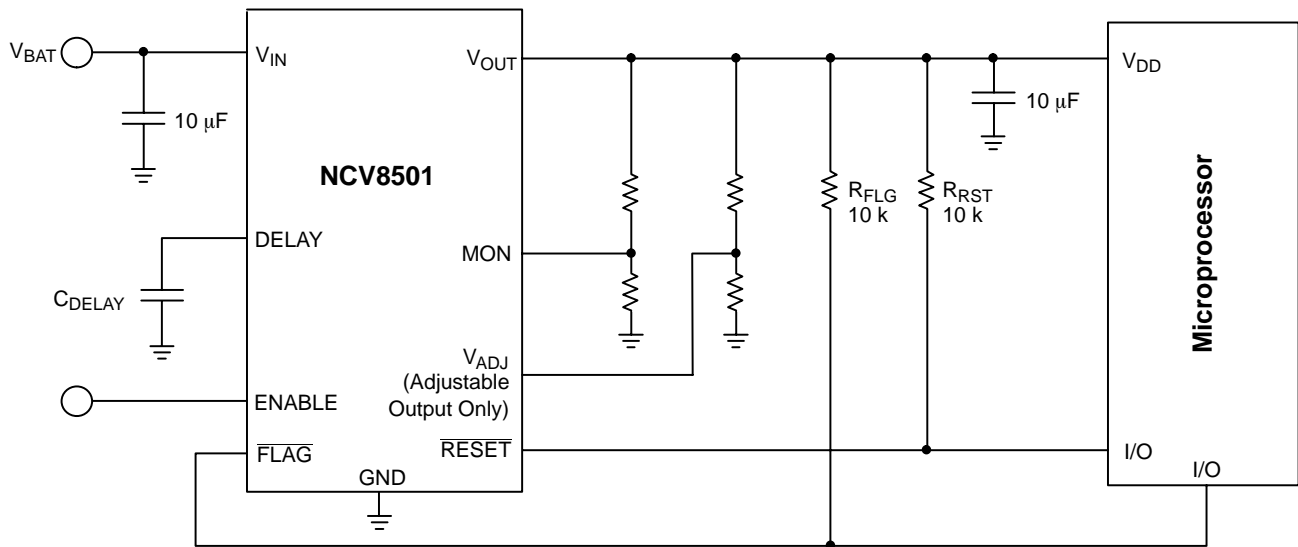 V_BAT
V_IN
10 μF
NCV8501
V_OUT
10 μF
V_DD
Microprocessor
R_FLG
10 k
R_RST
10 k
DELAY
C_DELAY
MON
V_ADJ
(Adjustable
Output Only)
ENABLE
FLAG
RESET
GND
I/O
I/O